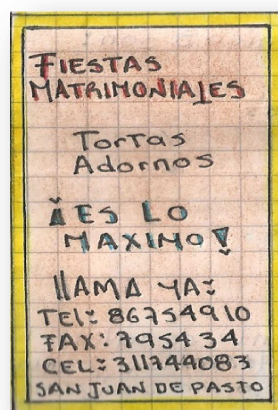 FIESTAS
MATRIMONIALES
Tortas
Adornos
¡ES LO
MAXIMO!
LLAMA YA:
TEL: 86754910
FAX: 795434
CEL: 311744083
SAN JUAN DE PASTO